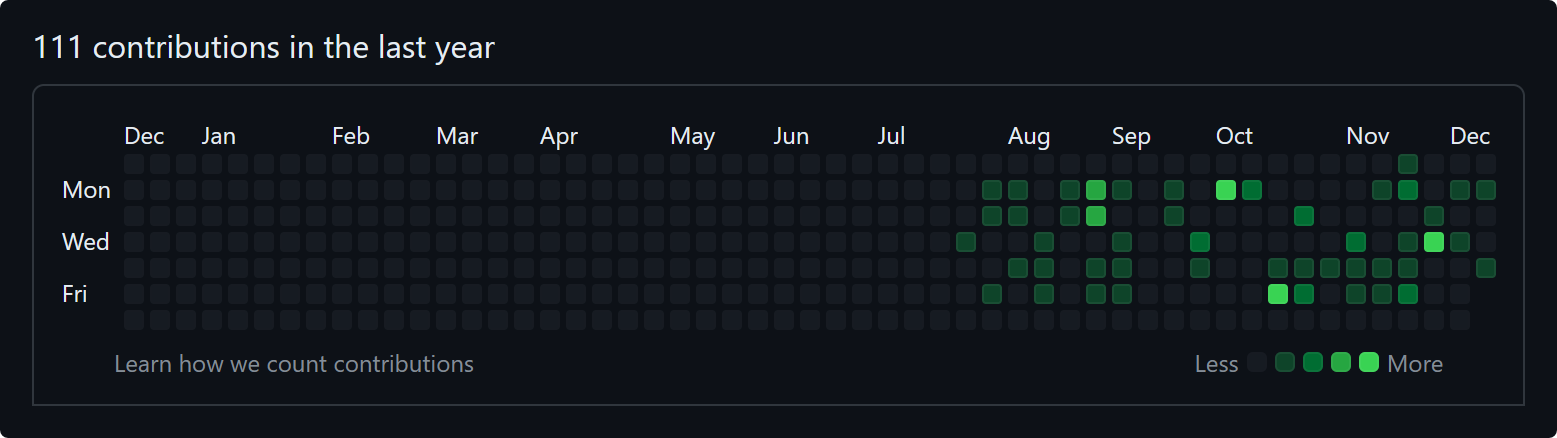 111 contributions in the last year
Dec Jan Feb Mar Apr May Jun Jul Aug Sep Oct Nov Dec
Mon
Wed
Fri
Learn how we count contributions
Less More